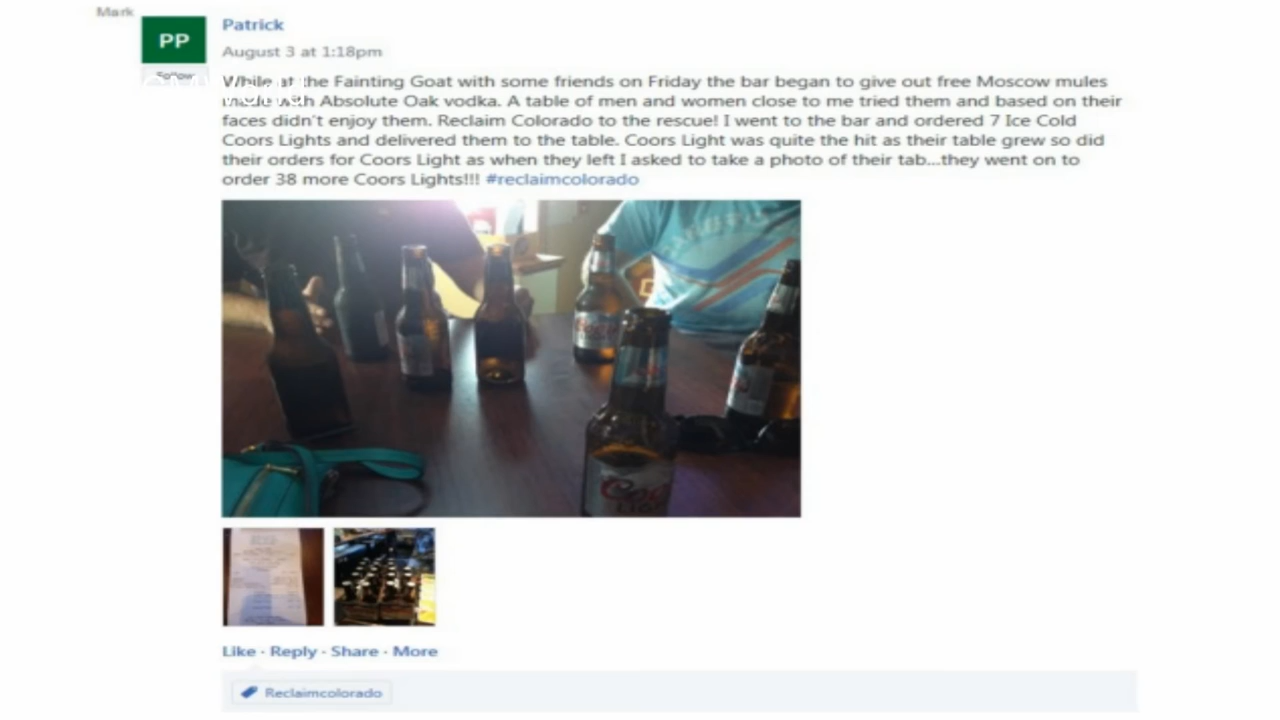 Mark
PP
Patrick
August 3 at 1:18pm
Follow
While at the Fainting Goat with some friends on Friday the bar began to give out free Moscow mules
Absolute Oak vodka. A table of men and women close to me tried them and based on their
faces didn't enjoy them. Reclaim Colorado to the rescue! I went to the bar and ordered 7 Ice Cold
Coors Lights and delivered them to the table. Coors Light was quite the hit as their table grew so did
their orders for Coors Light as when they left I asked to take a photo of their tab...they went on to
order 38 more Coors Lights!!! #reclaimcolorado
Coors
LIGHT
Like · Reply · Share · More
Reclaimcolorado